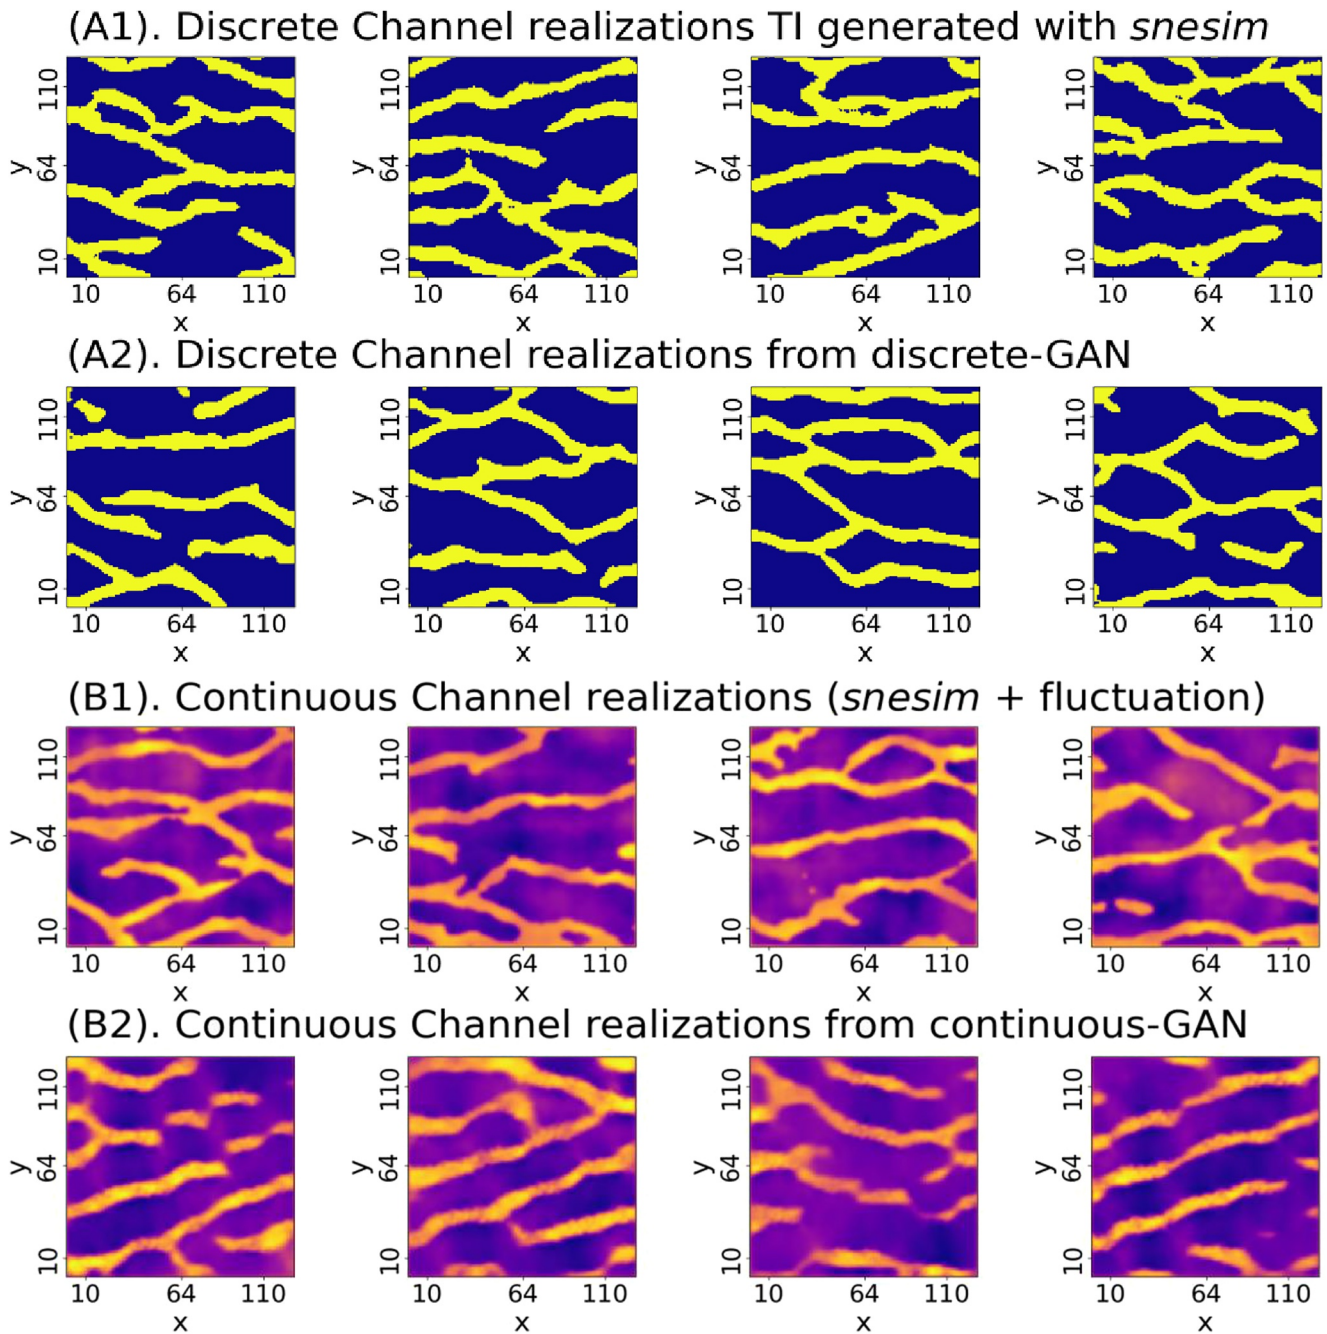 (A1). Discrete Channel realizations TI generated with snesim
110 110 110 110
y 64 y 64 y 64 y 64
10 10 10 10
10 64 110 10 64 110 10 64 110 10 64 110
x x x x
(A2). Discrete Channel realizations from discrete-GAN
110 110 110 110
y 64 y 64 y 64 y 64
10 10 10 10
10 64 110 10 64 110 10 64 110 10 64 110
x x x x
(B1). Continuous Channel realizations (snesim + fluctuation)
110 110 110 110
y 64 y 64 y 64 y 64
10 10 10 10
10 64 110 10 64 110 10 64 110 10 64 110
x x x x
(B2). Continuous Channel realizations from continuous-GAN
110 110 110 110
y 64 y 64 y 64 y 64
10 10 10 10
10 64 110 10 64 110 10 64 110 10 64 110
x x x x